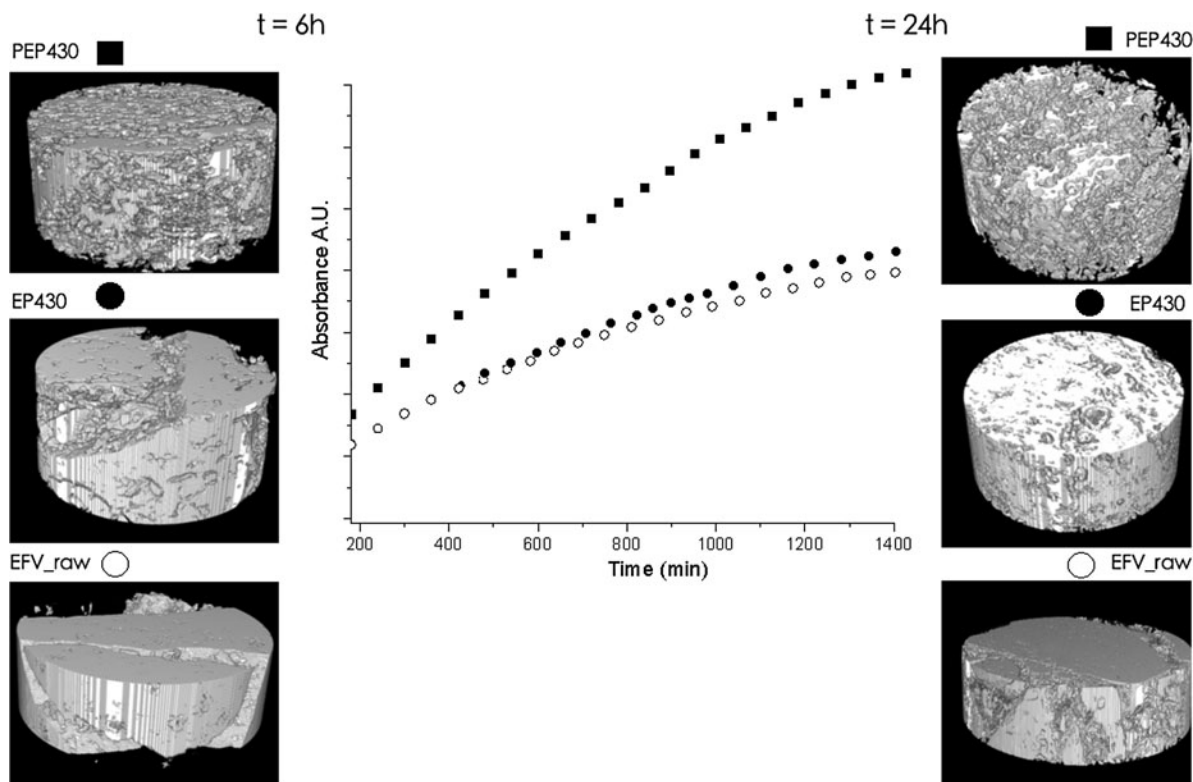 t = 6h
t = 24h
PEP430
PEP430
EP430
EP430
EFV_raw
EFV_raw
Absorbance A.U.
200 400 600 800 1000 1200 1400
Time (min)